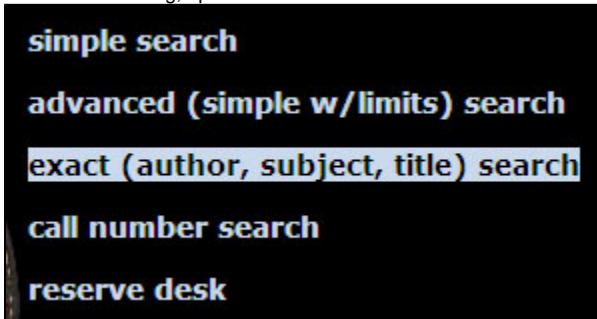 simple search
advanced (simple w/limits) search
exact (author, subject, title) search
call number search
reserve desk